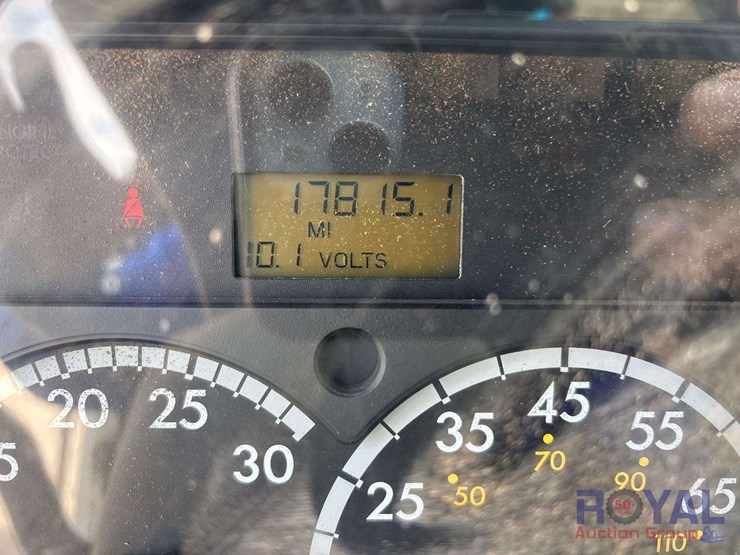 17815.1
MI
10.1 VOLTS
5 20 25 30
25 35 45 55 65
50 70 90 110
ROYAL
Auction Group